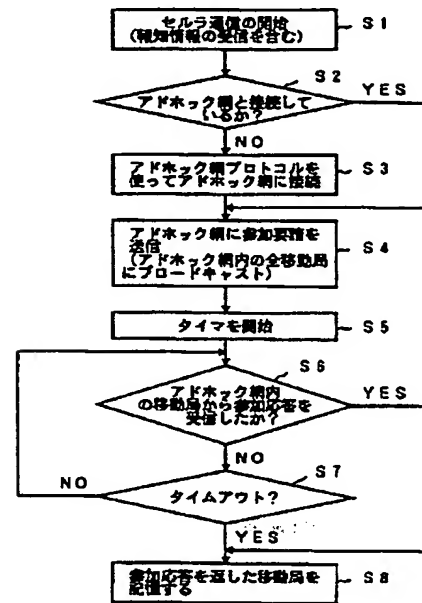 セルラ通信の開始
(報知情報の受信を含む)
S1
S2
アドホック網と接続して
いるか?
YES
NO
アドホック網プロトコルを
使ってアドホック網に接続
S3
アドホック網に参加要請を
送信
(アドホック網内の全移動局
にブロードキャスト)
S4
タイマを開始
S5
S6
アドホック網内
の移動局から参加応答を
受信したか?
YES
NO
S7
タイムアウト?
NO
YES
参加応答を返した移動局を
記憶する
S8